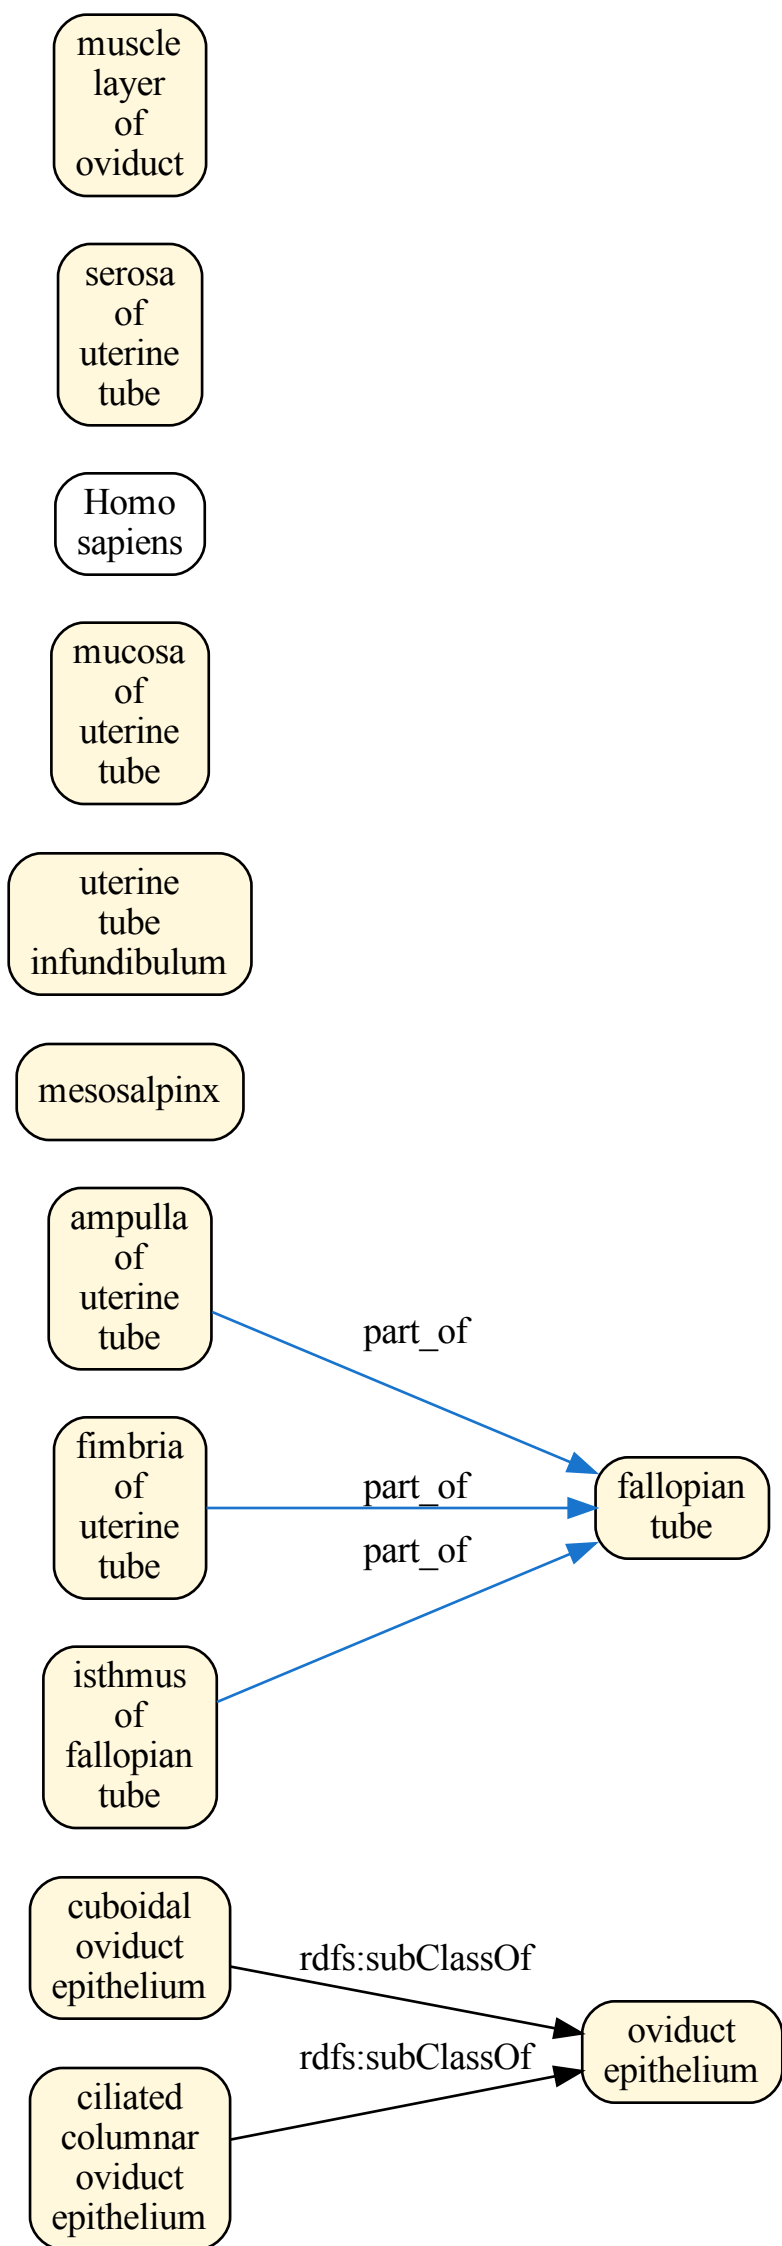 muscle
layer
of
oviduct
serosa
of
uterine
tube
Homo
sapiens
mucosa
of
uterine
tube
uterine
tube
infundibulum
mesosalpinx
ampulla
of
uterine
tube
part_of
fimbria
of
uterine
tube
part_of
fallopian
tube
part_of
isthmus
of
fallopian
tube
cuboidal
oviduct
epithelium
rdfs:subClassOf
oviduct
epithelium
rdfs:subClassOf
ciliated
columnar
oviduct
epithelium